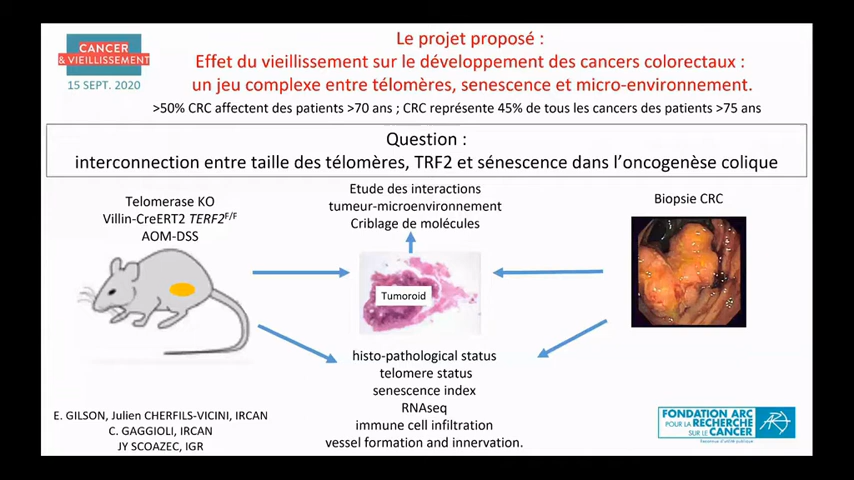 CANCER
& VIEILLISSEMENT
15 SEPT. 2020
Le projet proposé :
Effet du vieillissement sur le développement des cancers colorectaux :
un jeu complexe entre télomères, senescence et micro-environnement.
>50% CRC affectent des patients >70 ans ; CRC représente 45% de tous les cancers des patients >75 ans
Question :
interconnection entre taille des télomères, TRF2 et sénescence dans l'oncogenèse colique
Telomerase KO
Villin-CreERT2 TERF2F/F
AOM-DSS
Etude des interactions
tumeur-microenvironnement
Criblage de molécules
Biopsie CRC
Tumoroid
histo-pathological status
telomere status
senescence index
RNAseq
immune cell infiltration
vessel formation and innervation.
E. GILSON, Julien CHERFILS-VICINI, IRCAN
C. GAGGIOLI, IRCAN
JY SCOAZEC, IGR
FONDATION ARC
POUR LA RECHERCHE
SUR LE CANCER
Reconnue d'utilité publique